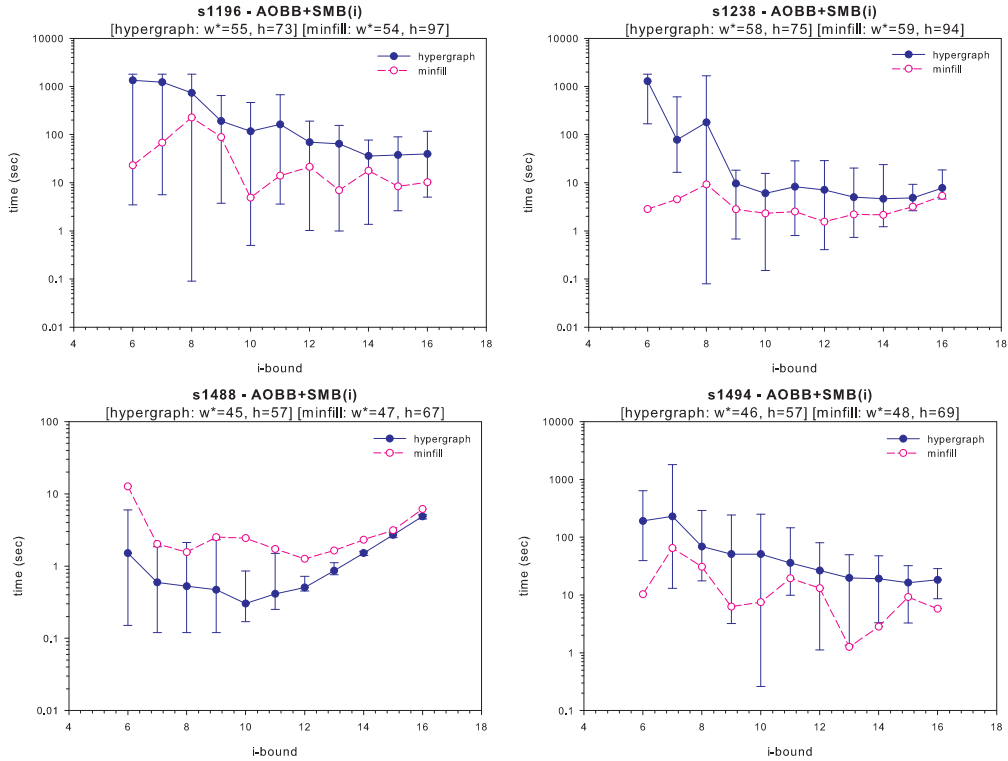 s1196 - AOBB+SMB(i)
[hypergraph: w*=55, h=73] [minfill: w*=54, h=97]
10000
1000
100
10
1
0.1
0.01
time (sec)
hypergraph
minfill
4 6 8 10 12 14 16 18
i-bound
s1238 - AOBB+SMB(i)
[hypergraph: w*=58, h=75] [minfill: w*=59, h=94]
10000
1000
100
10
1
0.1
0.01
time (sec)
hypergraph
minfill
4 6 8 10 12 14 16 18
i-bound
s1488 - AOBB+SMB(i)
[hypergraph: w*=45, h=57] [minfill: w*=47, h=67]
100
10
1
0.1
0.01
time (sec)
hypergraph
minfill
4 6 8 10 12 14 16 18
i-bound
s1494 - AOBB+SMB(i)
[hypergraph: w*=46, h=57] [minfill: w*=48, h=69]
10000
1000
100
10
1
0.1
time (sec)
hypergraph
minfill
4 6 8 10 12 14 16 18
i-bound